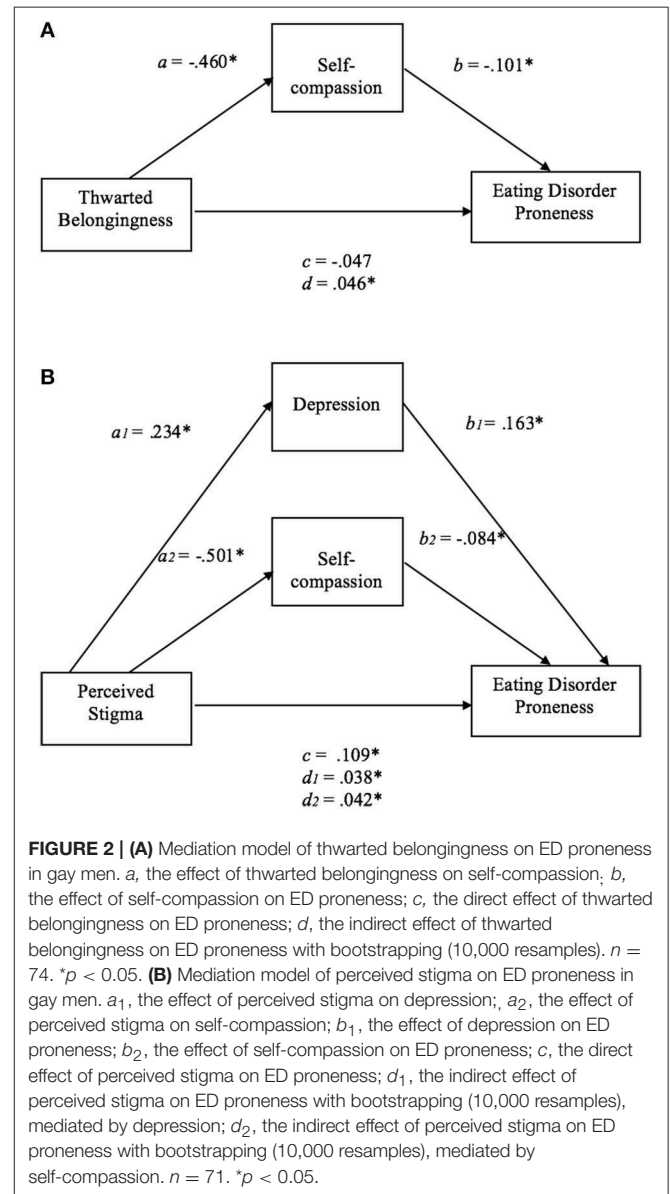 A
a = -.460*
Self-
compassion
b = -.101*
Thwarted
Belongingness
Eating Disorder
Proneness
c = -.047
d = .046*
B
Depression
a1 = .234*
b1 = .163*
a2 = -.501*
Self-
compassion
b2 = -.084*
Perceived
Stigma
Eating Disorder
Proneness
c = .109*
d1 = .038*
d2 = .042*
FIGURE 2 | (A) Mediation model of thwarted belongingness on ED proneness
in gay men. a, the effect of thwarted belongingness on self-compassion; b,
the effect of self-compassion on ED proneness; c, the direct effect of thwarted
belongingness on ED proneness; d, the indirect effect of thwarted
belongingness on ED proneness with bootstrapping (10,000 resamples). n =
74. *p < 0.05. (B) Mediation model of perceived stigma on ED proneness in
gay men. a1, the effect of perceived stigma on depression;, a2, the effect of
perceived stigma on self-compassion; b1, the effect of depression on ED
proneness; b2, the effect of self-compassion on ED proneness; c, the direct
effect of perceived stigma on ED proneness; d1, the indirect effect of
perceived stigma on ED proneness with bootstrapping (10,000 resamples),
mediated by depression; d2, the indirect effect of perceived stigma on ED
proneness with bootstrapping (10,000 resamples), mediated by
self-compassion. n = 71. *p < 0.05.